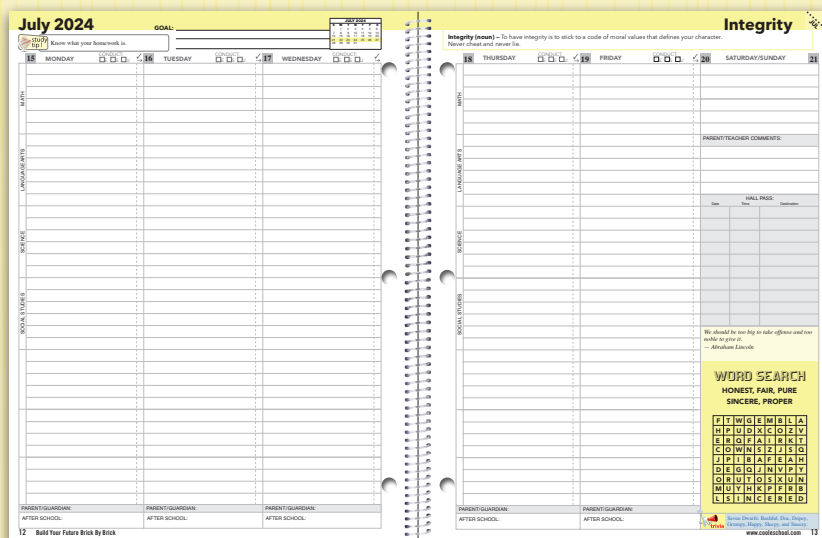 July 2024
GOAL:
JULY 2024
study tip!
Know what your homework is.
15 MONDAY CONDUCT:
16 TUESDAY CONDUCT:
17 WEDNESDAY CONDUCT:
MATH
LANGUAGE ARTS
SCIENCE
SOCIAL STUDIES
PARENT/GUARDIAN: PARENT/GUARDIAN: PARENT/GUARDIAN:
AFTER SCHOOL: AFTER SCHOOL: AFTER SCHOOL:
12 Build Your Future Brick By Brick
Integrity
Integrity (noun) – To have integrity is to stick to a code of moral values that defines your character.
Never cheat and never lie.
18 THURSDAY CONDUCT:
19 FRIDAY CONDUCT:
20 SATURDAY/SUNDAY 21
MATH
LANGUAGE ARTS
SCIENCE
SOCIAL STUDIES
PARENT/TEACHER COMMENTS:
HALL PASS:
Date Time Destination
We should be too big to take offense and too
noble to give it.
— Abraham Lincoln
WORD SEARCH
HONEST, FAIR, PURE
SINCERE, PROPER
F T W G E M B L A
H P U D X C O Z V
E R Q F A I R K T
C O W N S Z J S Q
J P I B A F E A H
D E G Q J N V P Y
O R U T O S X U N
M U Y H K P F R B
L S I N C E R E D
PARENT/GUARDIAN: PARENT/GUARDIAN:
AFTER SCHOOL: AFTER SCHOOL:
trivia
Seven Dwarfs: Bashful, Doc, Dopey,
Grumpy, Happy, Sleepy, and Sneezy.
www.cooleschool.com 13